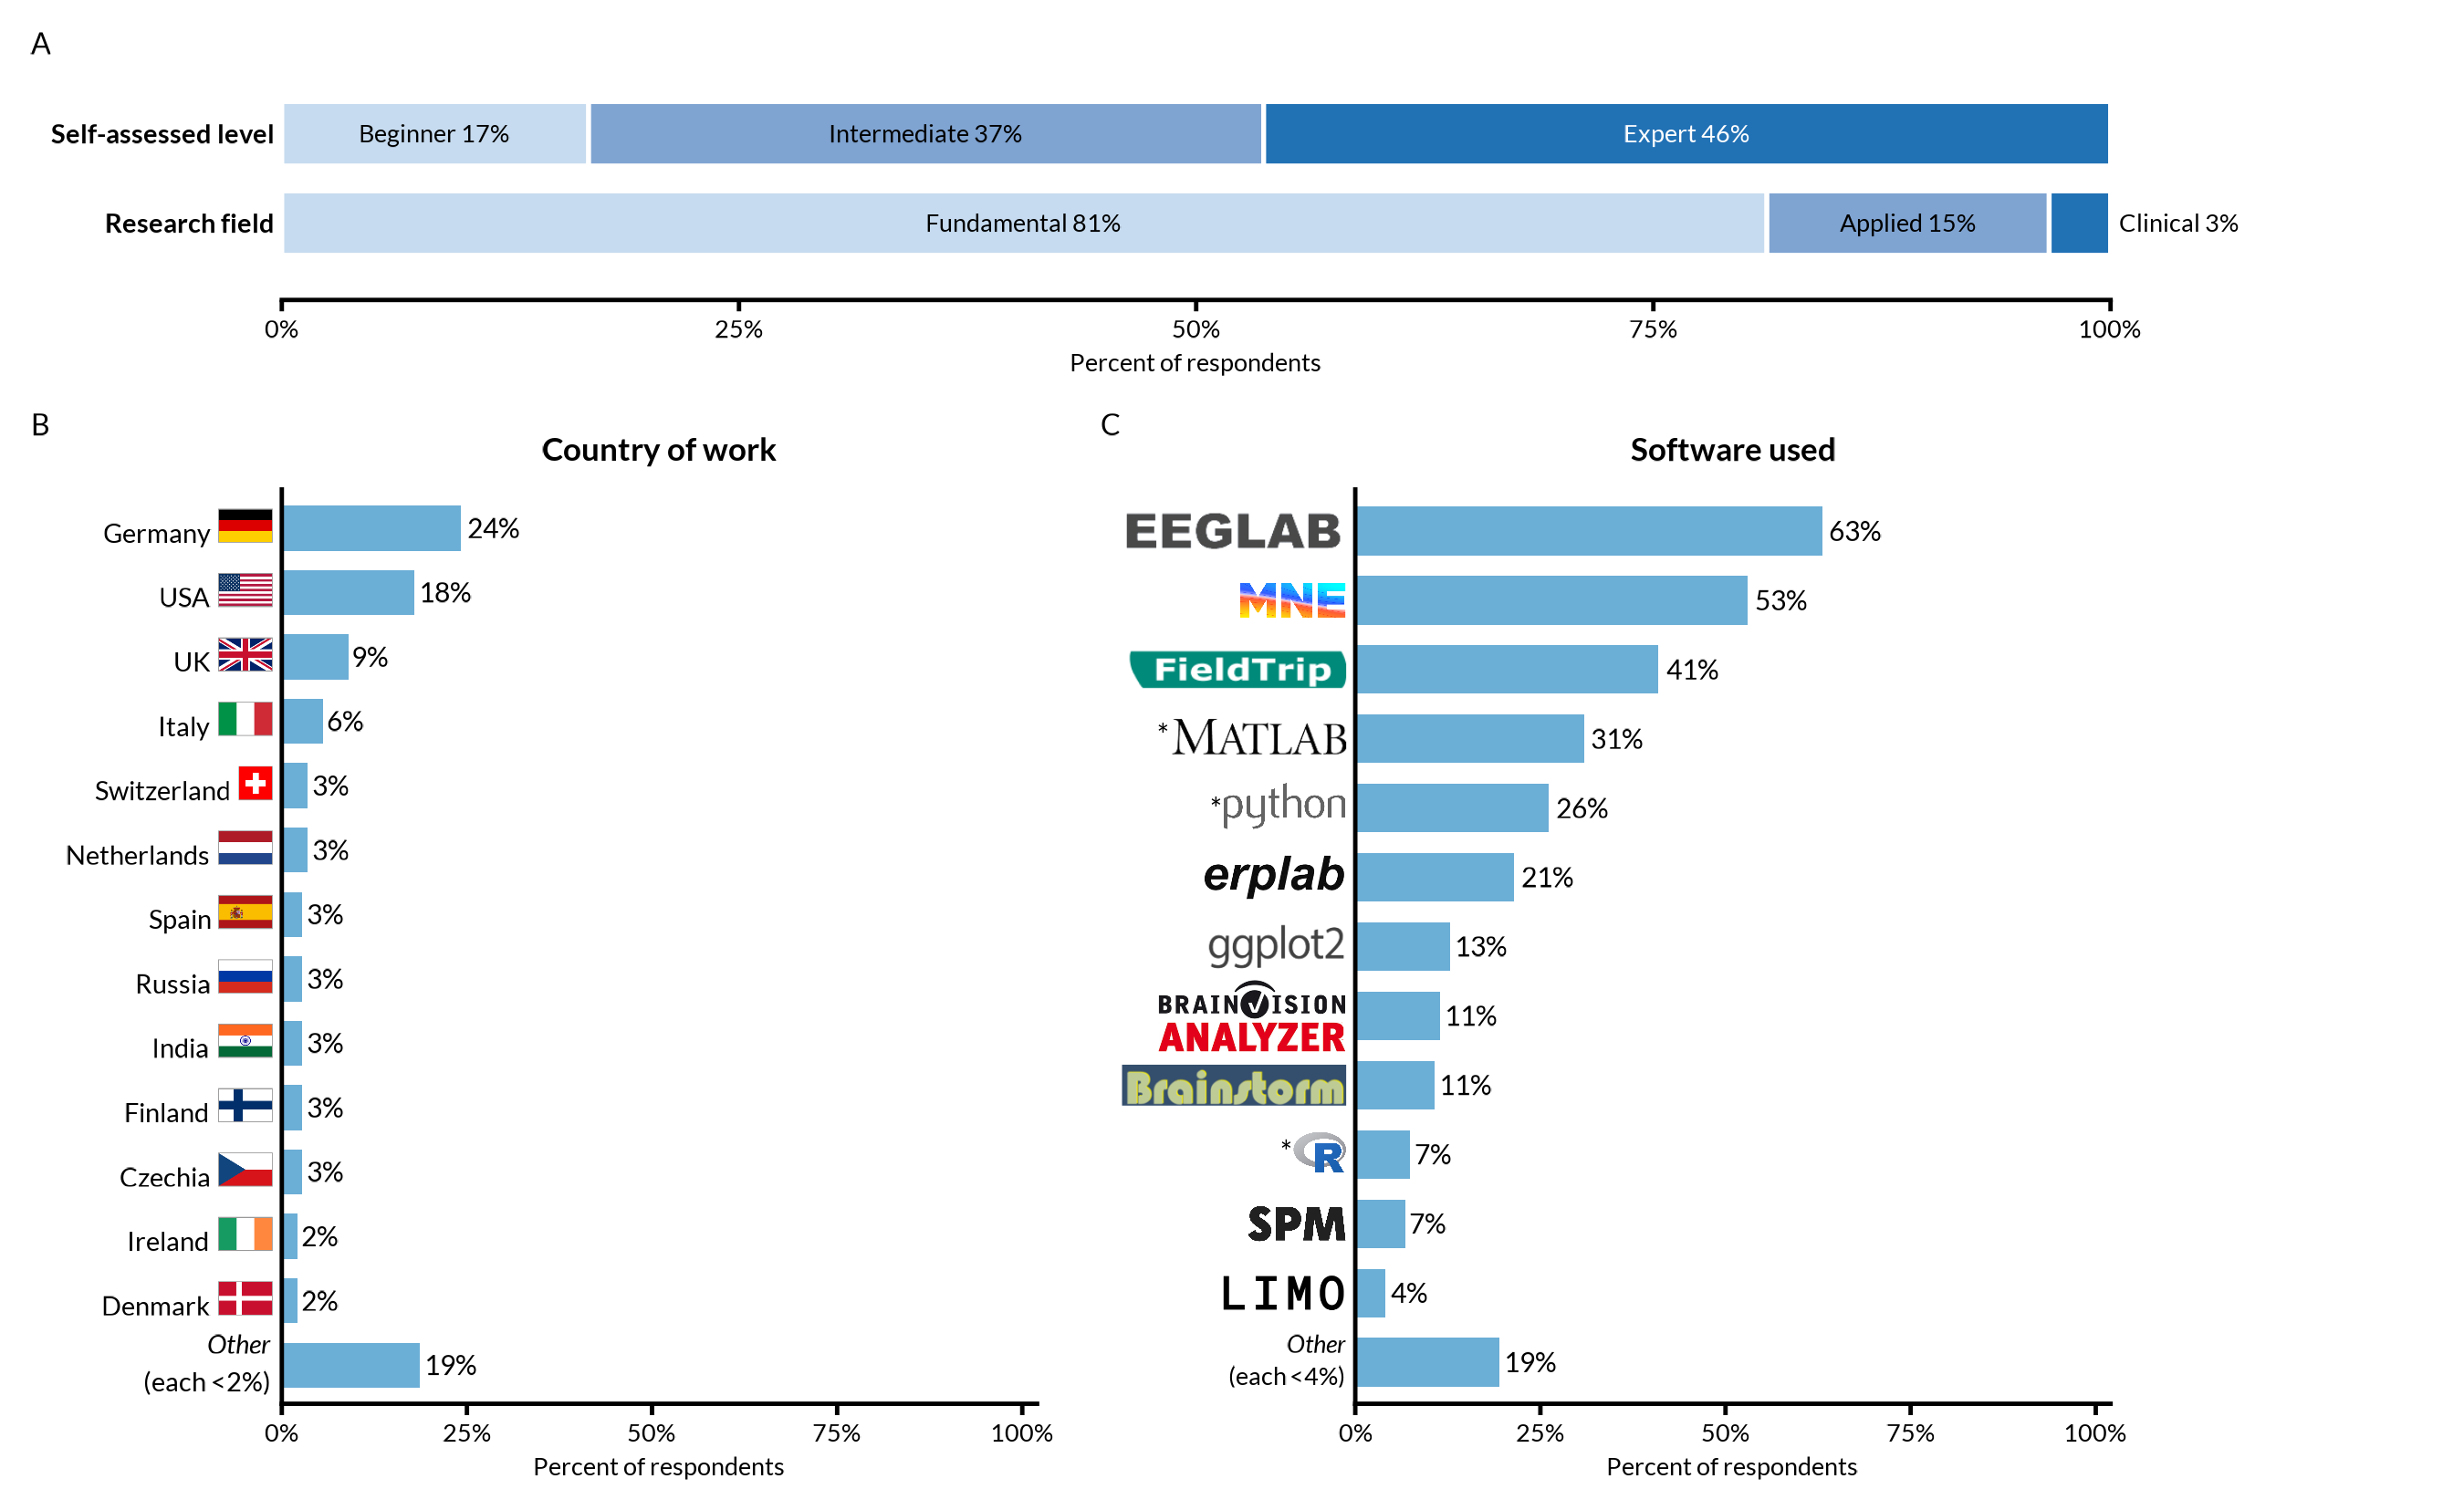 A
Self-assessed level Beginner 17% Intermediate 37% Expert 46%
Research field Fundamental 81% Applied 15% Clinical 3%
0% 25% 50% 75% 100%
Percent of respondents
B
Country of work
Germany 24%
USA 18%
UK 9%
Italy 6%
Switzerland 3%
Netherlands 3%
Spain 3%
Russia 3%
India 3%
Finland 3%
Czechia 3%
Ireland 2%
Denmark 2%
Other
(each <2%) 19%
0% 25% 50% 75% 100%
Percent of respondents
C
Software used
EEGLAB 63%
MNE 53%
FieldTrip 41%
*MATLAB 31%
*python 26%
erplab 21%
ggplot2 13%
BRAINVISION
ANALYZER 11%
Brainstorm 11%
*R 7%
SPM 7%
LIMO 4%
Other
(each <4%) 19%
0% 25% 50% 75% 100%
Percent of respondents